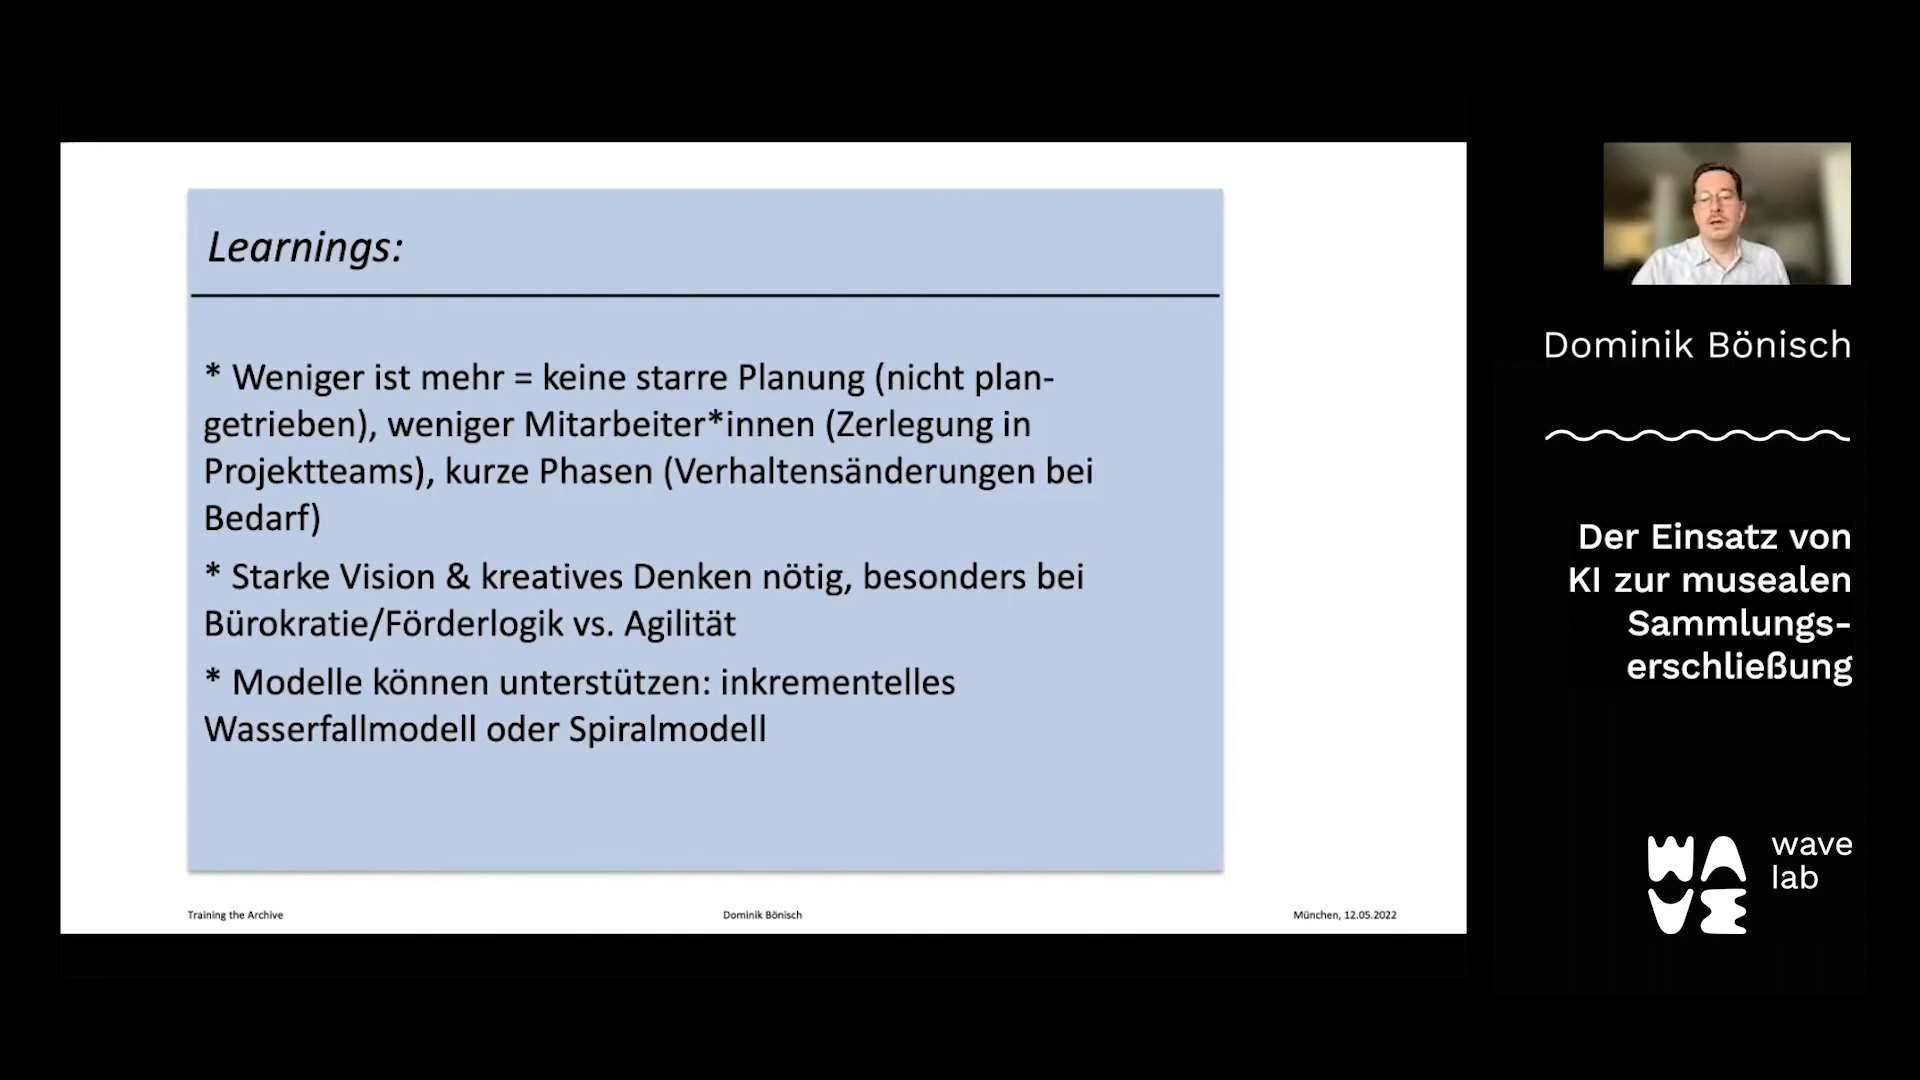 Learnings:
* Weniger ist mehr = keine starre Planung (nicht plan-
getrieben), weniger Mitarbeiter*innen (Zerlegung in
Projektteams), kurze Phasen (Verhaltensänderungen bei
Bedarf)
* Starke Vision & kreatives Denken nötig, besonders bei
Bürokratie/Förderlogik vs. Agilität
* Modelle können unterstützen: inkrementelles
Wasserfallmodell oder Spiralmodell
Training the Archive
Dominik Bönisch
München, 12.05.2022
Dominik Bönisch
Der Einsatz von
KI zur musealen
Sammlungs-
erschließung
WAVE
wave
lab